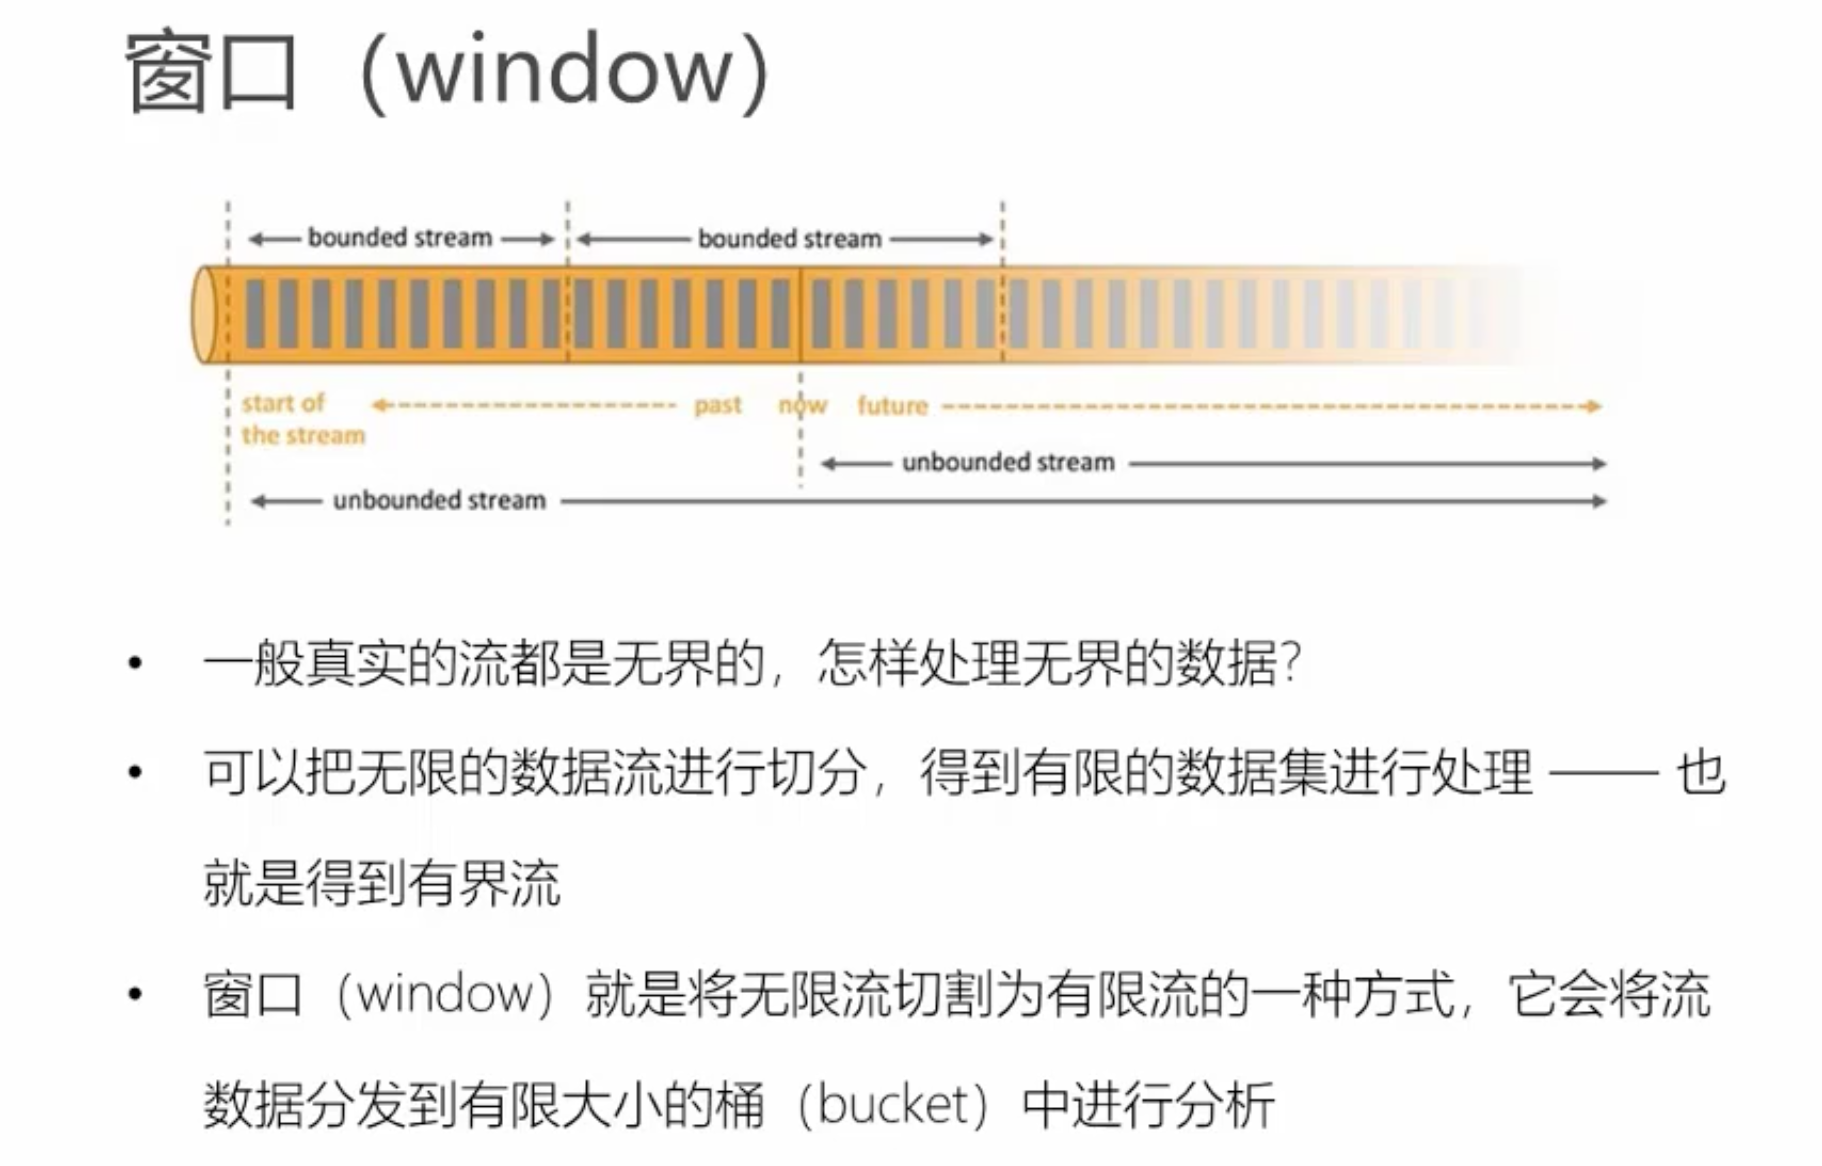 窗口（window）
bounded stream
bounded stream
start of
the stream
past
now
future
unbounded stream
unbounded stream
• 一般真实的流都是无界的，怎样处理无界的数据？
• 可以把无限的数据流进行切分，得到有限的数据集进行处理 —— 也
就是得到有界流
• 窗口（window）就是将无限流切割为有限流的一种方式，它会将流
数据分发到有限大小的桶（bucket）中进行分析